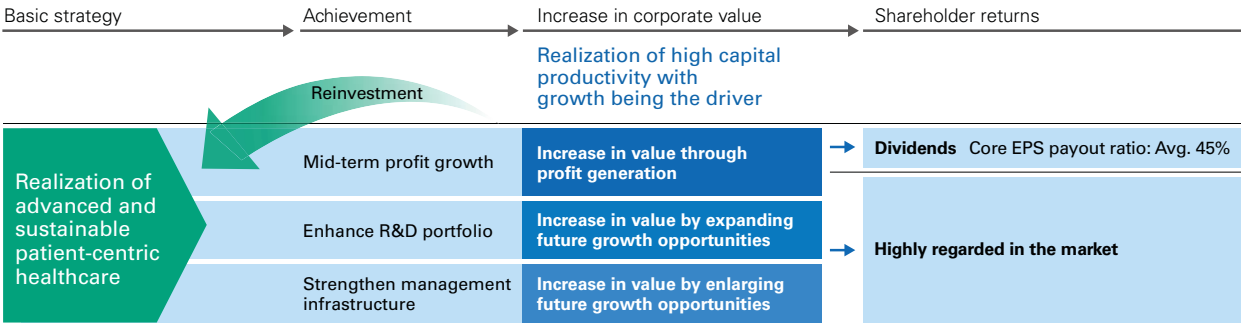 Basic strategy
Achievement
Increase in corporate value
Shareholder returns
Realization of high capital
productivity with
growth being the driver
Reinvestment
Realization of
advanced and
sustainable
patient-centric
healthcare
Mid-term profit growth
Increase in value through
profit generation
Dividends Core EPS payout ratio: Avg. 45%
Enhance R&D portfolio
Increase in value by expanding
future growth opportunities
Highly regarded in the market
Strengthen management
infrastructure
Increase in value by enlarging
future growth opportunities